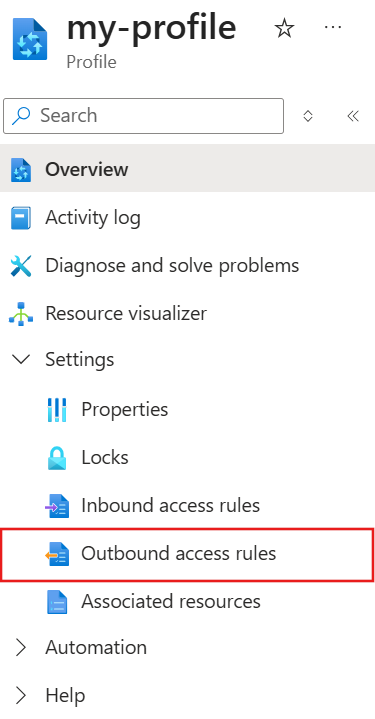 my-profile
Profile
Search
Overview
Activity log
Diagnose and solve problems
Resource visualizer
Settings
Properties
Locks
Inbound access rules
Outbound access rules
Associated resources
Automation
Help